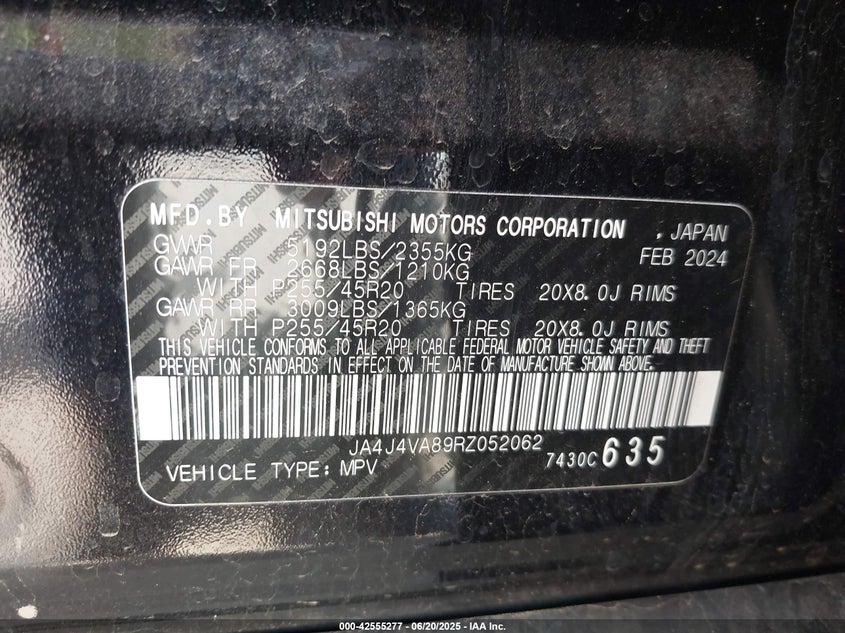 MFD.BY MITSUBISHI MOTORS CORPORATION , JAPAN
GVWR 5192LBS/2355KG FEB 2024
GAWR FR 2668LBS/1210KG
WITH P255/45R20 TIRES 20X8.0J RIMS
GAWR RR 3009LBS/1365KG
WITH P255/45R20 TIRES 20X8.0J RIMS
THIS VEHICLE CONFORMS TO ALL APPLICABLE FEDERAL MOTOR VEHICLE SAFETY AND THEFT
PREVENTION STANDARDS IN EFFECT ON THE DATE OF MANUFACTURE SHOWN ABOVE.
JA4J4VA89RZ052062
VEHICLE TYPE: MPV 7430C 635
000-42555277 - 06/20/2025 - IAA Inc.